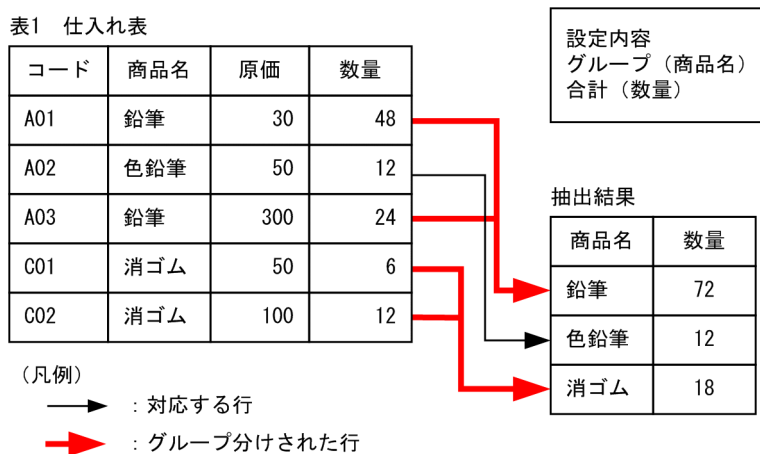 表1　仕入れ表
コード 商品名 原価 数量
A01 鉛筆 30 48
A02 色鉛筆 50 12
A03 鉛筆 300 24
C01 消ゴム 50 6
C02 消ゴム 100 12
(凡例)
：対応する行
：グループ分けされた行
設定内容
グループ（商品名）
合計（数量）
抽出結果
商品名 数量
鉛筆 72
色鉛筆 12
消ゴム 18